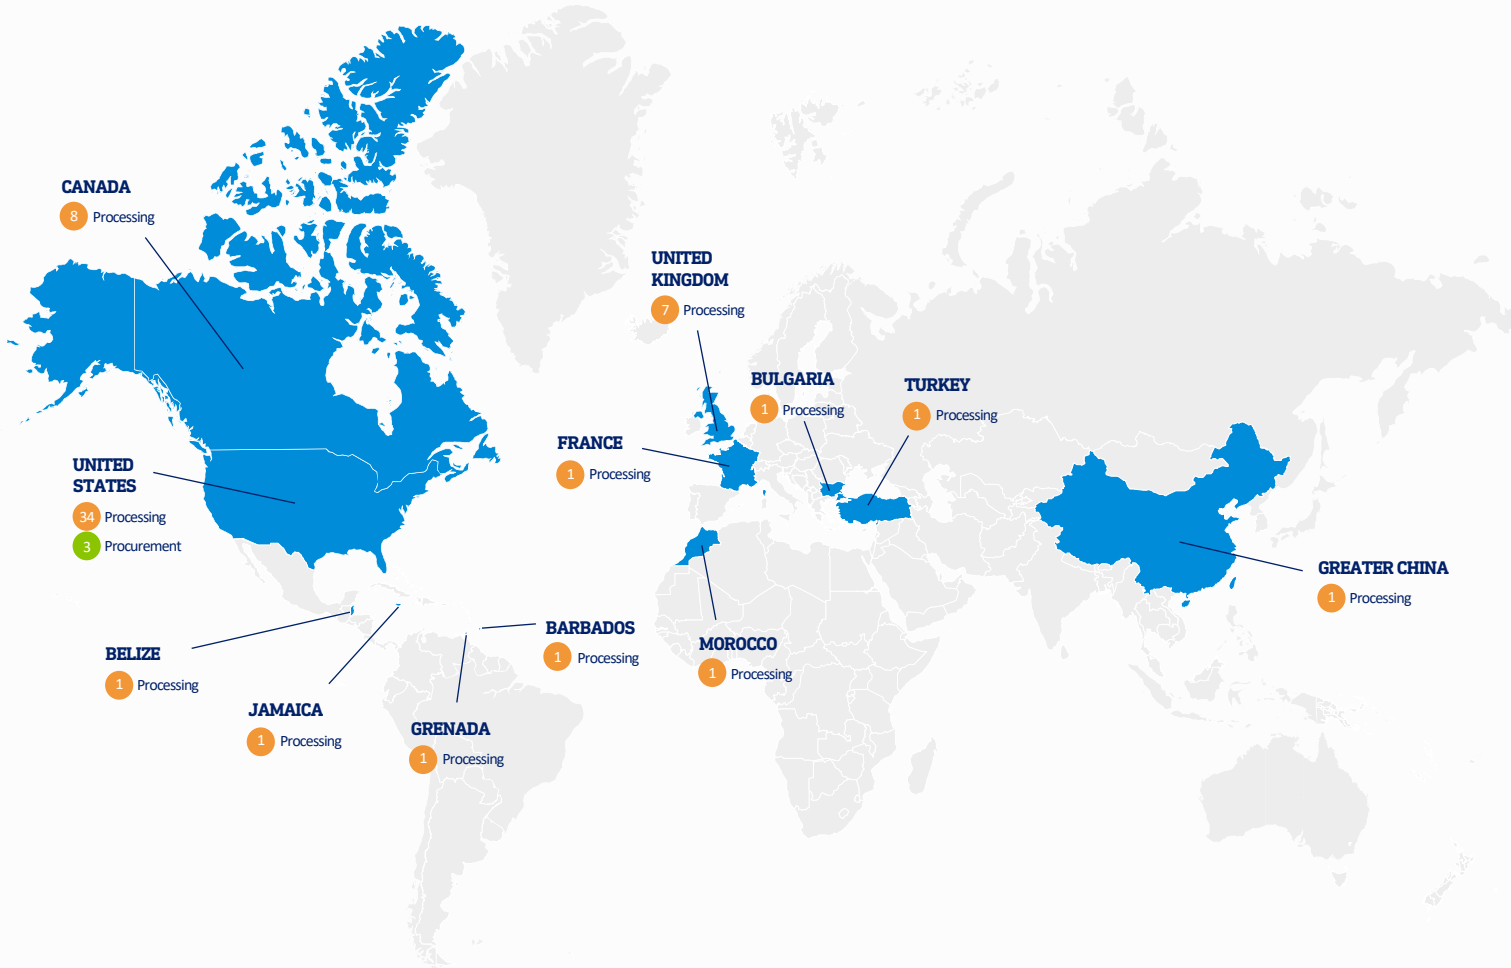 CANADA
8 Processing
UNITED
STATES
34 Processing
3 Procurement
BELIZE
1 Processing
JAMAICA
1 Processing
GRENADA
1 Processing
BARBADOS
1 Processing
UNITED
KINGDOM
7 Processing
FRANCE
1 Processing
BULGARIA
1 Processing
TURKEY
1 Processing
MOROCCO
1 Processing
GREATER CHINA
1 Processing